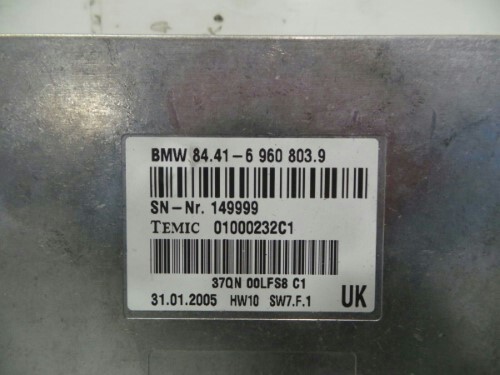 BMW 84.41-6 960 803.9
SN-Nr. 149999
TEMIC 01000232C1
37QN 00LFS8 C1
31.01.2005 HW10 SW7.F.1 UK